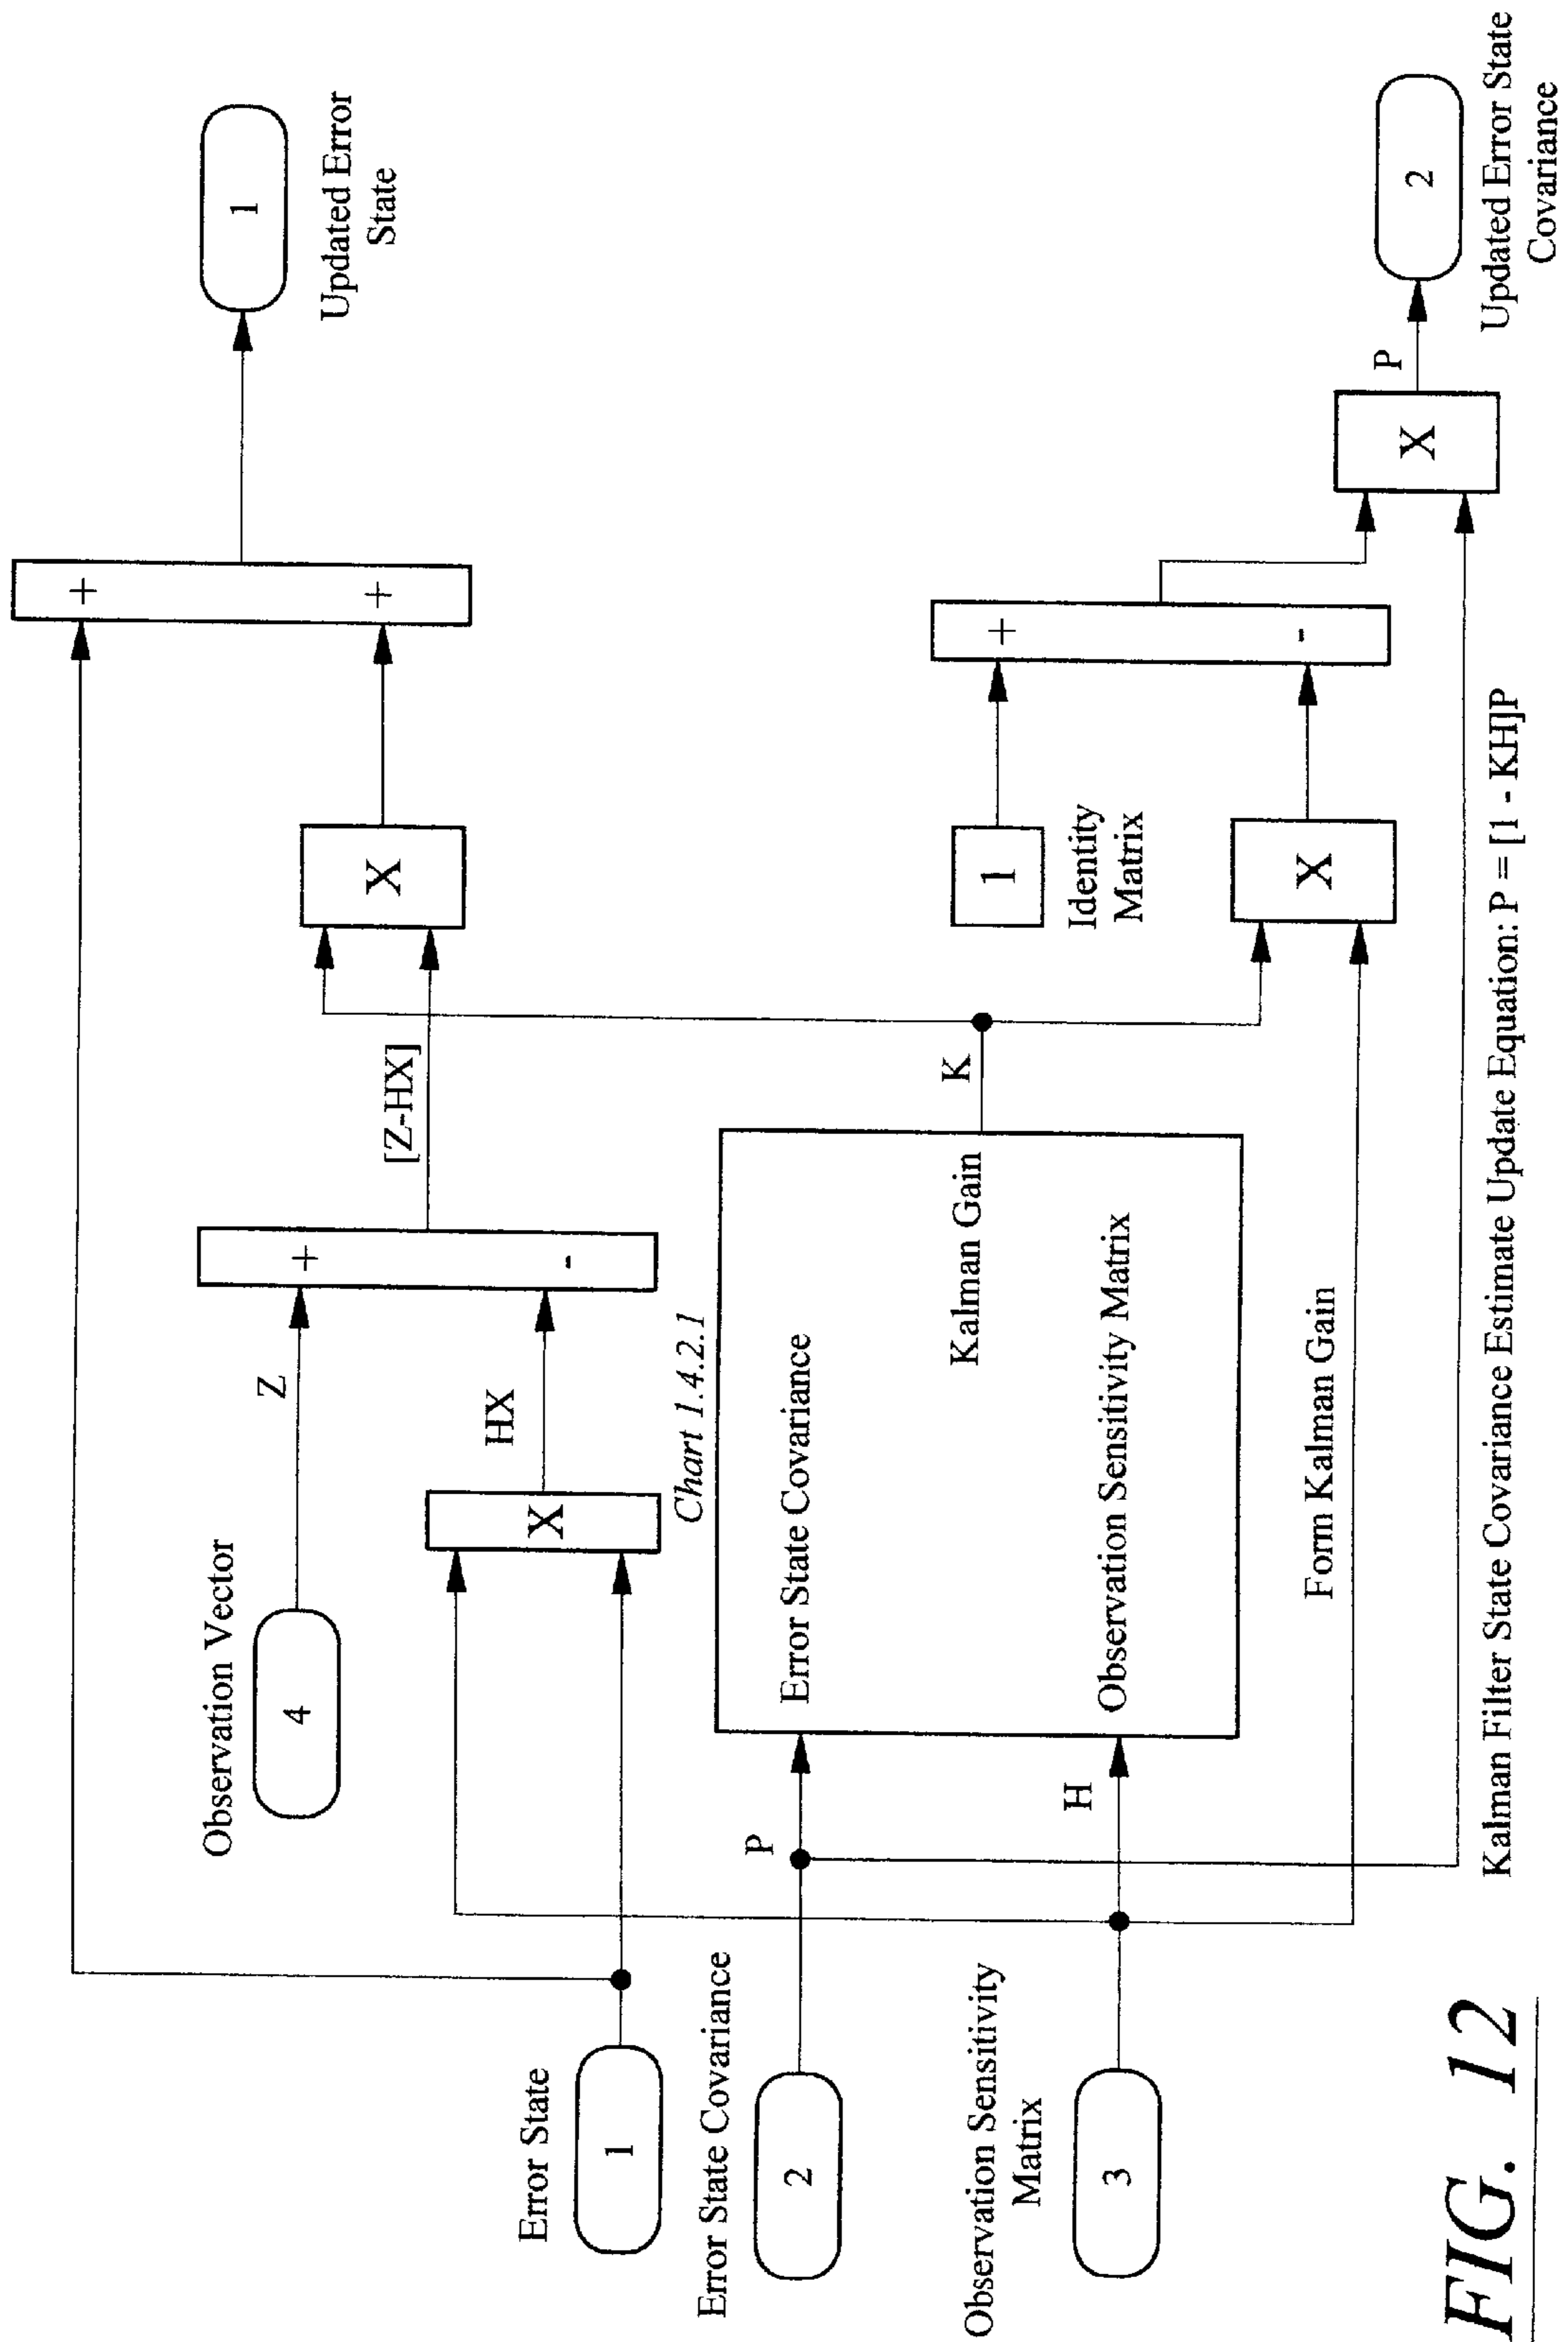 Observation Vector
4
Z
+
-
[Z-HX]
X
+
+
1
Updated Error
State
Error State
1
X
HX
Chart 1.4.2.1
Error State Covariance
2
P
Error State Covariance
Kalman Gain
K
Observation Sensitivity
Matrix
3
H
Observation Sensitivity Matrix
Form Kalman Gain
1
Identity
Matrix
X
+
-
X
P
2
Updated Error State
Covariance
Kalman Filter State Covariance Estimate Update Equation: P = [1 - KH]P
FIG. 12